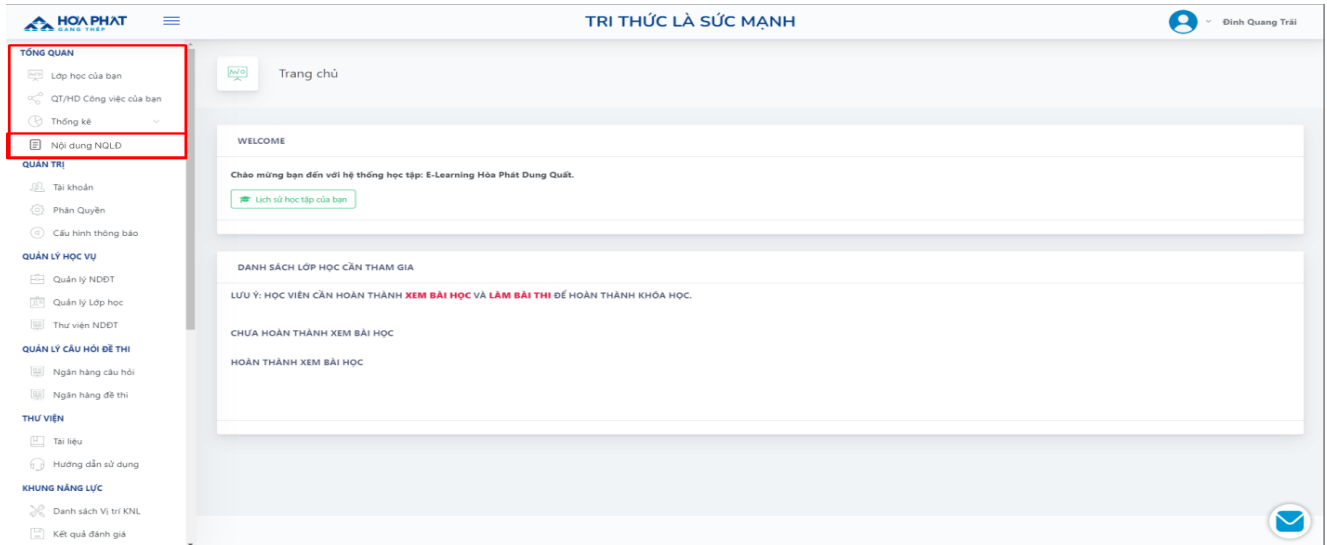 HOA PHAT
GANG THEP
TRI THỨC LÀ SỨC MẠNH
Đinh Quang Trãi
TỔNG QUAN
Lớp học của bạn
QT/HD Công việc của bạn
Thống kê
Nội dung NQLĐ
QUẢN TRỊ
Tài khoản
Phân Quyền
Cấu hình thông báo
QUẢN LÝ HỌC VỤ
Quản lý NDĐT
Quản lý Lớp học
Thư viện NDĐT
QUẢN LÝ CÂU HỎI ĐỀ THI
Ngân hàng câu hỏi
Ngân hàng đề thi
THƯ VIỆN
Tài liệu
Hướng dẫn sử dụng
KHUNG NĂNG LỰC
Danh sách Vị trí KNL
Kết quả đánh giá
Trang chủ
WELCOME
Chào mừng bạn đến với hệ thống học tập: E-Learning Hòa Phát Dung Quất.
Lịch sử học tập của bạn
DANH SÁCH LỚP HỌC CẦN THAM GIA
LƯU Ý: HỌC VIÊN CẦN HOÀN THÀNH XEM BÀI HỌC VÀ LÀM BÀI THI ĐỂ HOÀN THÀNH KHÓA HỌC.
CHƯA HOÀN THÀNH XEM BÀI HỌC
HOÀN THÀNH XEM BÀI HỌC